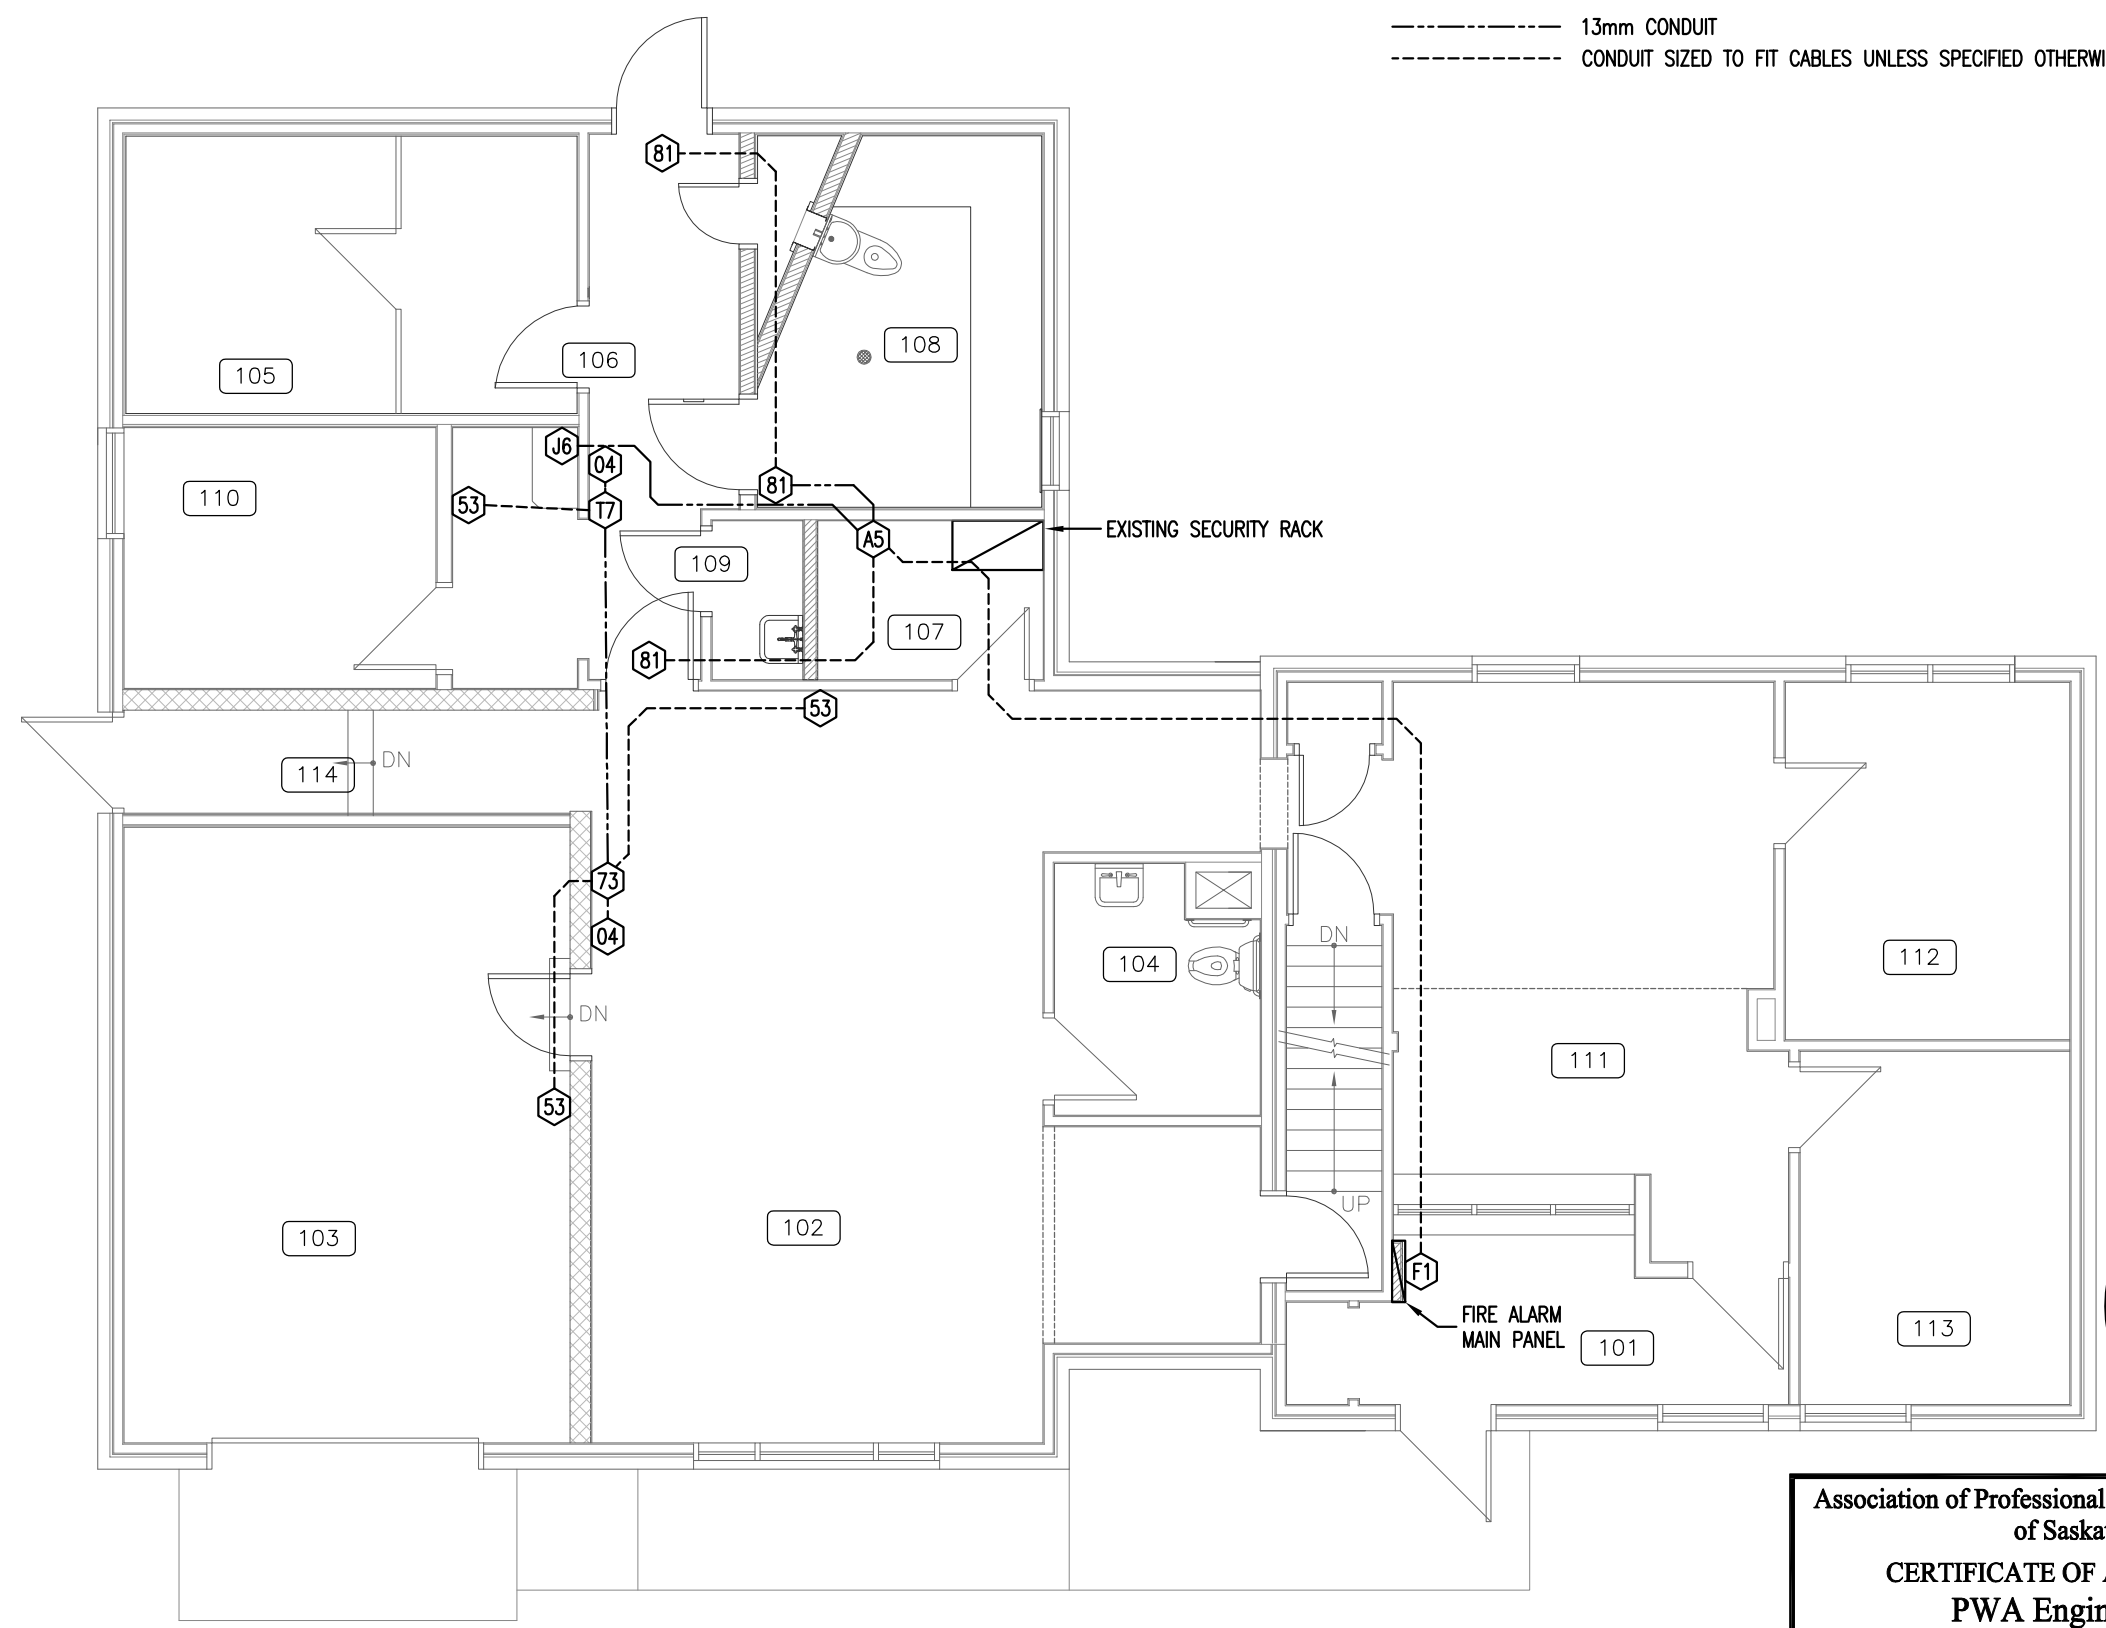 13mm CONDUIT
CONDUIT SIZED TO FIT CABLES UNLESS SPECIFIED OTHERWI
81
108
106
105
J6
04
81
110
53
T7
EXISTING SECURITY RACK
A5
109
107
81
53
DN
114
73
04
DN
112
104
DN
111
53
UP
102
103
F1
FIRE ALARM
MAIN PANEL
113
101
Association of Professional
of Saska
CERTIFICATE OF A
PWA Engin